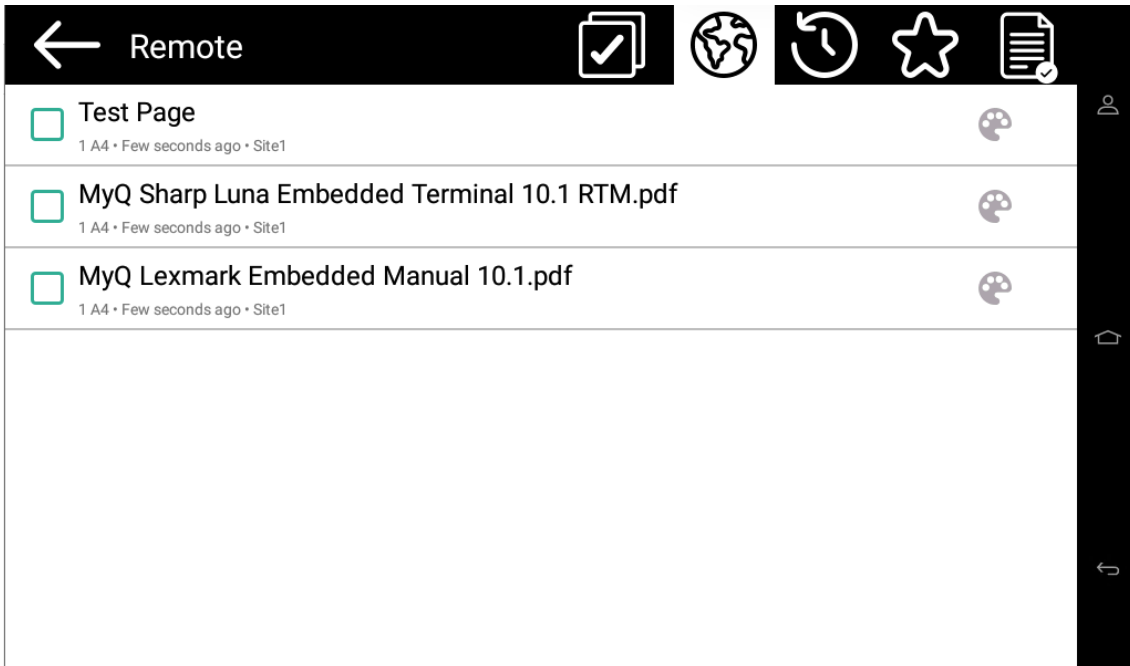 Remote
Test Page
1 A4 • Few seconds ago • Site1
MyQ Sharp Luna Embedded Terminal 10.1 RTM.pdf
1 A4 • Few seconds ago • Site1
MyQ Lexmark Embedded Manual 10.1.pdf
1 A4 • Few seconds ago • Site1